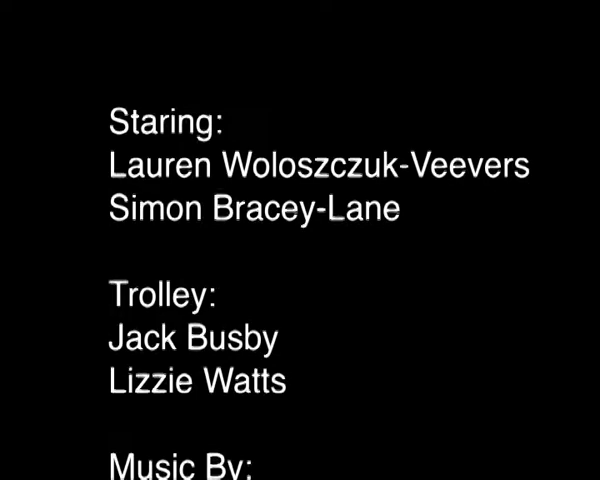 Staring:
Lauren Woloszczuk-Veevers
Simon Bracey-Lane
Trolley:
Jack Busby
Lizzie Watts
Music By: